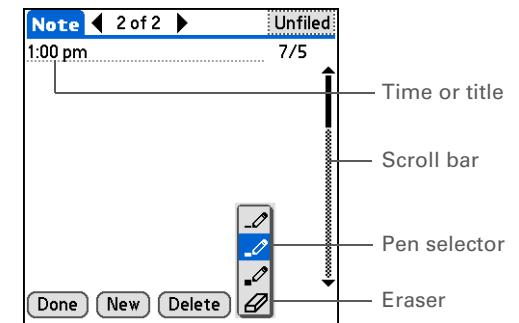 Note 2 of 2 Unfiled
1:00 pm 7/5
Time or title
Scroll bar
Pen selector
Eraser
Done New Delete